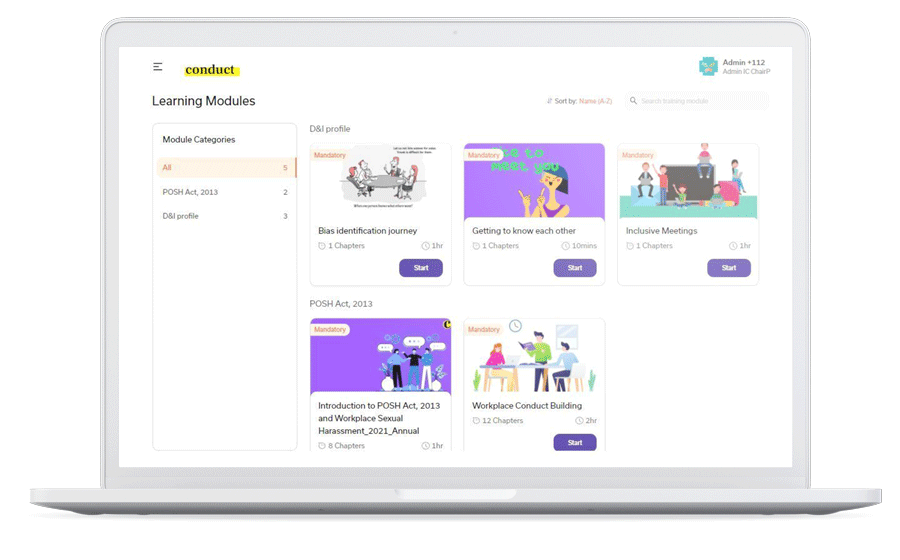 conduct
Admin +112
Admin IC ChairP
Learning Modules
Sort by: Name (A-Z)
Search training module
Module Categories
All 5
POSH Act, 2013 2
D&I profile 3
D&I profile
Mandatory
Bias identification journey
1 Chapters 1hr
Start
Mandatory
MEET YOU
Getting to know each other
1 Chapters 10mins
Start
Mandatory
Inclusive Meetings
1 Chapters 1hr
Start
POSH Act, 2013
Mandatory
Introduction to POSH Act, 2013
and Workplace Sexual
Harassment_2021_Annual
8 Chapters 1hr
Mandatory
Workplace Conduct Building
12 Chapters 2hr
Start